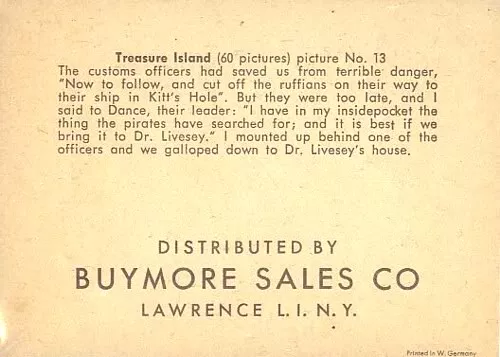 Treasure Island (60 pictures) picture No. 13
The customs officers had saved us from terrible danger,
"Now to follow, and cut off the ruffians on their way to
their ship in Kitt's Hole". But they were too late, and I
said to Dance, their leader: "I have in my insidepocket the
thing the pirates have searched for; and it is best if we
bring it to Dr. Livesey." I mounted up behind one of the
officers and we galloped down to Dr. Livesey's house.
DISTRIBUTED BY
BUYMORE SALES CO
LAWRENCE L. I. N. Y.
Printed in W. Germany